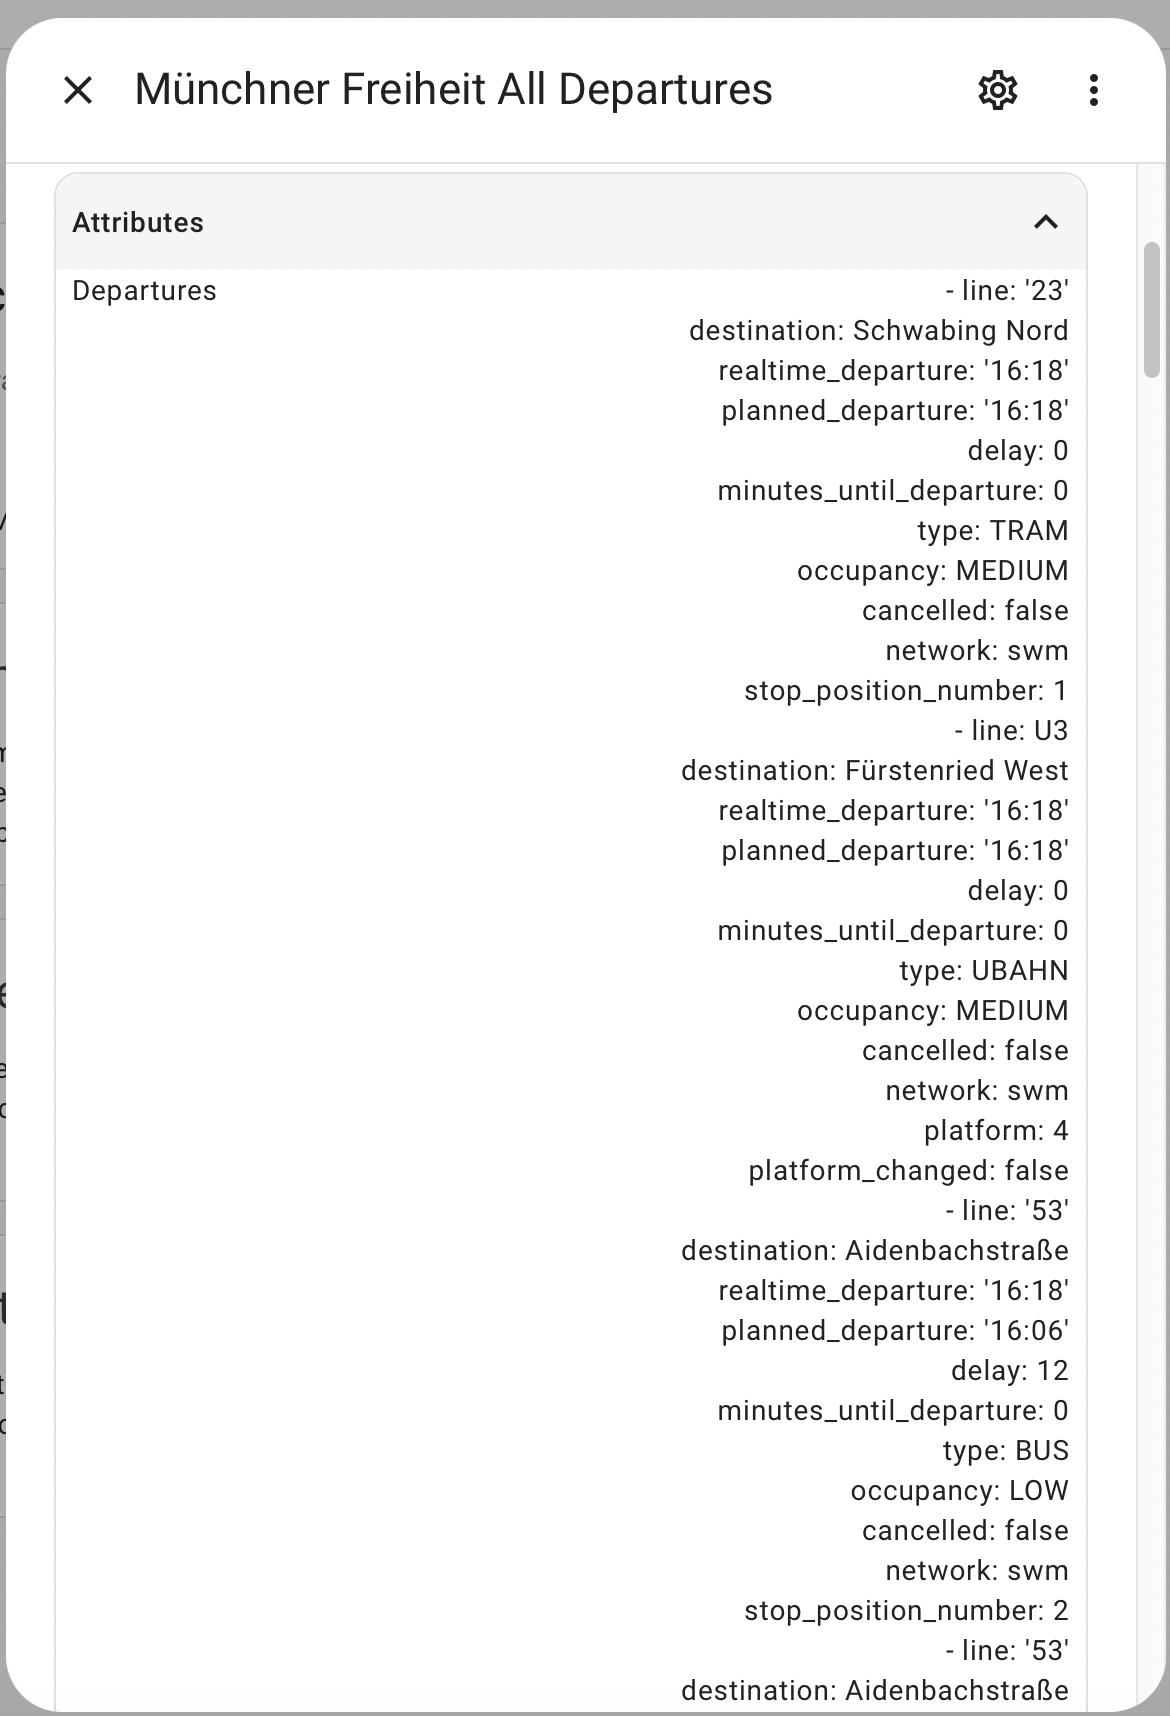 Münchner Freiheit All Departures
Attributes
Departures - line: '23'
destination: Schwabing Nord
realtime_departure: '16:18'
planned_departure: '16:18'
delay: 0
minutes_until_departure: 0
type: TRAM
occupancy: MEDIUM
cancelled: false
network: swm
stop_position_number: 1
- line: U3
destination: Fürstenried West
realtime_departure: '16:18'
planned_departure: '16:18'
delay: 0
minutes_until_departure: 0
type: UBAHN
occupancy: MEDIUM
cancelled: false
network: swm
platform: 4
platform_changed: false
- line: '53'
destination: Aidenbachstraße
realtime_departure: '16:18'
planned_departure: '16:06'
delay: 12
minutes_until_departure: 0
type: BUS
occupancy: LOW
cancelled: false
network: swm
stop_position_number: 2
- line: '53'
destination: Aidenbachstraße